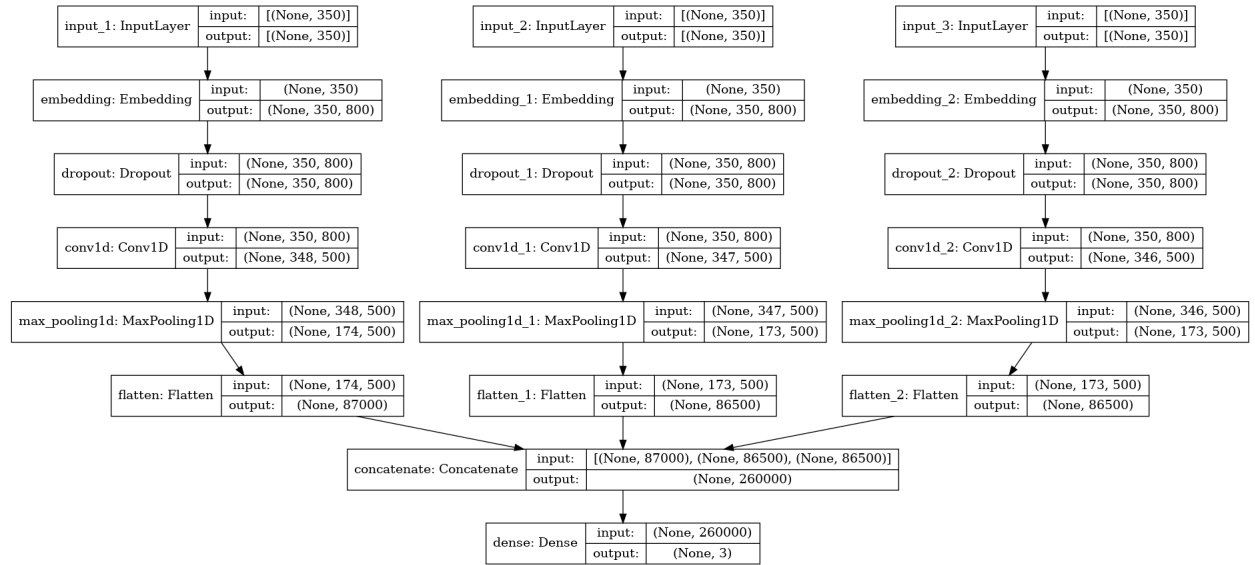 input_1: InputLayer input: [(None, 350)] output: [(None, 350)]
input_2: InputLayer input: [(None, 350)] output: [(None, 350)]
input_3: InputLayer input: [(None, 350)] output: [(None, 350)]
embedding: Embedding input: (None, 350) output: (None, 350, 800)
embedding_1: Embedding input: (None, 350) output: (None, 350, 800)
embedding_2: Embedding input: (None, 350) output: (None, 350, 800)
dropout: Dropout input: (None, 350, 800) output: (None, 350, 800)
dropout_1: Dropout input: (None, 350, 800) output: (None, 350, 800)
dropout_2: Dropout input: (None, 350, 800) output: (None, 350, 800)
conv1d: Conv1D input: (None, 350, 800) output: (None, 348, 500)
conv1d_1: Conv1D input: (None, 350, 800) output: (None, 347, 500)
conv1d_2: Conv1D input: (None, 350, 800) output: (None, 346, 500)
max_pooling1d: MaxPooling1D input: (None, 348, 500) output: (None, 174, 500)
max_pooling1d_1: MaxPooling1D input: (None, 347, 500) output: (None, 173, 500)
max_pooling1d_2: MaxPooling1D input: (None, 346, 500) output: (None, 173, 500)
flatten: Flatten input: (None, 174, 500) output: (None, 87000)
flatten_1: Flatten input: (None, 173, 500) output: (None, 86500)
flatten_2: Flatten input: (None, 173, 500) output: (None, 86500)
concatenate: Concatenate input: [(None, 87000), (None, 86500), (None, 86500)] output: (None, 260000)
dense: Dense input: (None, 260000) output: (None, 3)